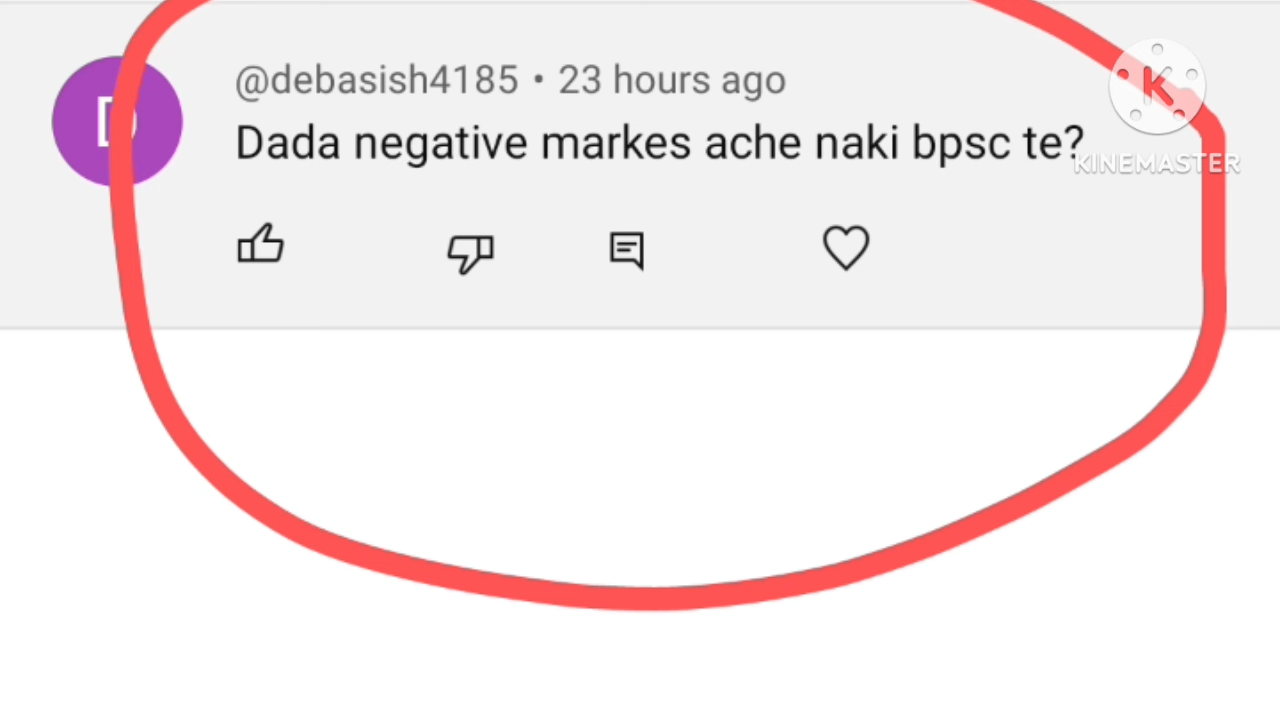 @debasish4185 • 23 hours ago
Dada negative markes ache naki bpsc te?
KINEMASTER